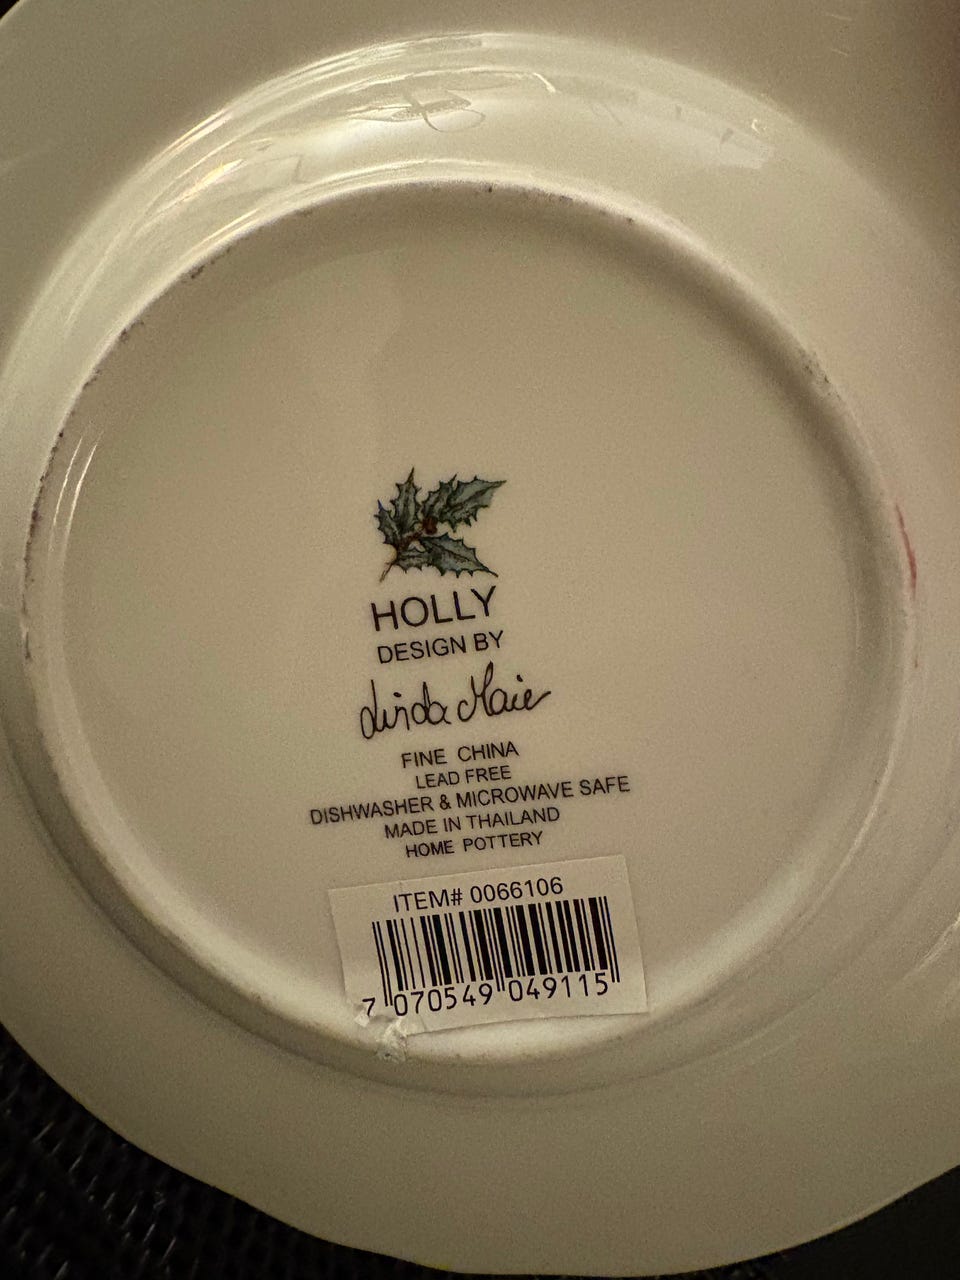 HOLLY
DESIGN BY
Linda Maie
FINE CHINA
LEAD FREE
DISHWASHER & MICROWAVE SAFE
MADE IN THAILAND
HOME POTTERY
ITEM# 0066106
7 070549 049115